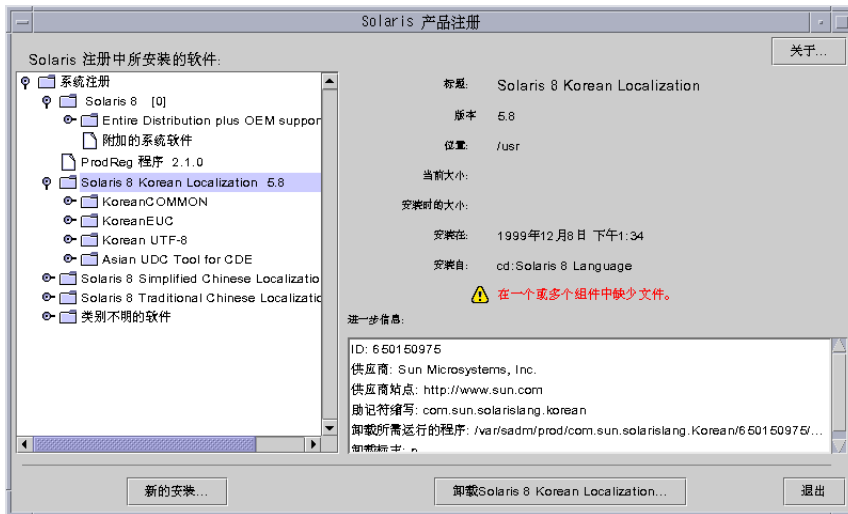 Solaris 产品注册
Solaris 注册中所安装的软件:
关于...
系统注册
Solaris 8 [0]
Entire Distribution plus OEM suppor
附加的系统软件
ProdReg 程序 2.1.0
Solaris 8 Korean Localization 5.8
KoreanCOMMON
KoreanEUC
Korean UTF-8
Asian UDC Tool for CDE
Solaris 8 Simplified Chinese Localizatio
Solaris 8 Traditional Chinese Localizatic
类别不明的软件
标题: Solaris 8 Korean Localization
版本 5.8
位置: /usr
当前大小:
安装时的大小:
安装在: 1999年12月8日 下午1:34
安装自: cd:Solaris 8 Language
在一个或多个组件中缺少文件。
进一步信息:
ID: 650150975
供应商: Sun Microsystems, Inc.
供应商站点: http://www.sun.com
助记符缩写: com.sun.solarislang.korean
卸载所需运行的程序: /var/sadm/prod/com.sun.solarislang.Korean/650150975/...
卸载标志: n
新的安装...
卸载Solaris 8 Korean Localization...
退出